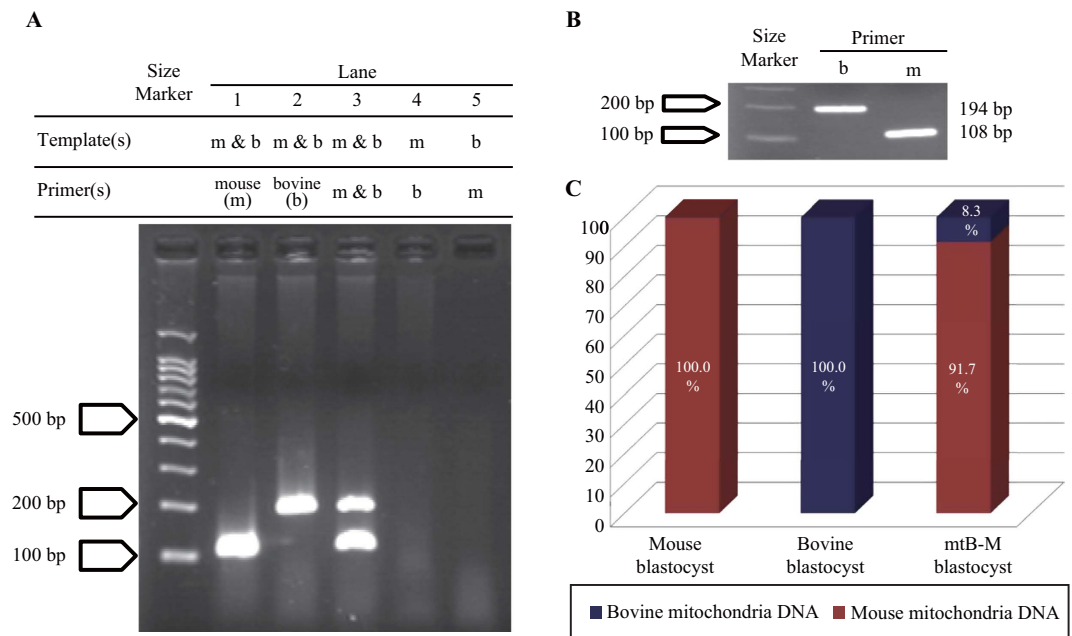 A
Size
Marker
Lane
1 2 3 4 5
Template(s) m & b m & b m & b m b
Primer(s) mouse (m) bovine (b) m & b b m
500 bp
200 bp
100 bp
B
Size
Marker
Primer
b m
200 bp 194 bp
100 bp 108 bp
C
100
90
80
70
60
50
40
30
20
10
0
100.0
%
100.0
%
8.3
%
91.7
%
Mouse
blastocyst
Bovine
blastocyst
mtB-M
blastocyst
Bovine mitochondria DNA Mouse mitochondria DNA